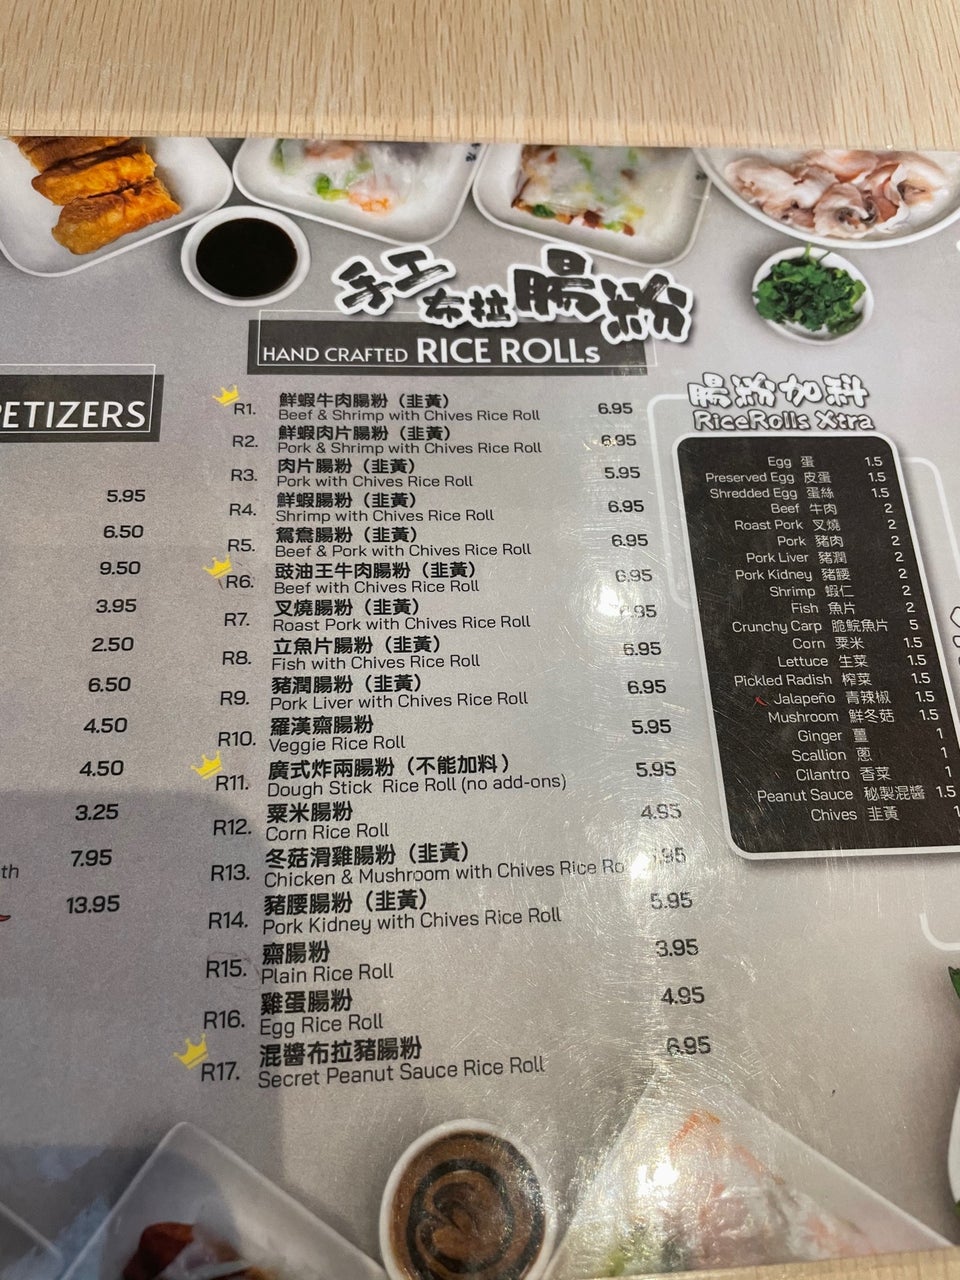 手工布拉腸粉
HAND CRAFTED RICE ROLLs
PETIZERS
5.95
6.50
9.50
3.95
2.50
6.50
4.50
4.50
3.25
th 7.95
13.95
R1. 鮮蝦牛肉腸粉（韭黃） 6.95
Beef & Shrimp with Chives Rice Roll
R2. 鮮蝦肉片腸粉（韭黃） 6.95
Pork & Shrimp with Chives Rice Roll
R3. 肉片腸粉（韭黃） 5.95
Pork with Chives Rice Roll
R4. 鮮蝦腸粉（韭黃） 6.95
Shrimp with Chives Rice Roll
R5. 鴛鴦腸粉（韭黃） 6.95
Beef & Pork with Chives Rice Roll
R6. 豉油王牛肉腸粉（韭黃） 6.95
Beef with Chives Rice Roll
R7. 叉燒腸粉（韭黃） .95
Roast Pork with Chives Rice Roll
R8. 立魚片腸粉（韭黃） 6.95
Fish with Chives Rice Roll
R9. 豬潤腸粉（韭黃） 6.95
Pork Liver with Chives Rice Roll
R10. 羅漢齋腸粉 5.95
Veggie Rice Roll
R11. 廣式炸兩腸粉（不能加料） 5.95
Dough Stick Rice Roll (no add-ons)
R12. 粟米腸粉 4.95
Corn Rice Roll
R13. 冬菇滑雞腸粉（韭黃） .95
Chicken & Mushroom with Chives Rice Ro
R14. 豬腰腸粉（韭黃） 5.95
Pork Kidney with Chives Rice Roll
R15. 齋腸粉 3.95
Plain Rice Roll
R16. 雞蛋腸粉 4.95
Egg Rice Roll
R17. 混醬布拉豬腸粉 6.95
Secret Peanut Sauce Rice Roll
腸粉加料
RiceRolls Xtra
Egg 蛋 1.5
Preserved Egg 皮蛋 1.5
Shredded Egg 蛋絲 1.5
Beef 牛肉 2
Roast Pork 叉燒 2
Pork 豬肉 2
Pork Liver 豬潤 2
Pork Kidney 豬腰 2
Shrimp 蝦仁 2
Fish 魚片 2
Crunchy Carp 脆鯇魚片 5
Corn 粟米 1.5
Lettuce 生菜 1.5
Pickled Radish 榨菜 1.5
Jalapeño 青辣椒 1.5
Mushroom 鮮冬菇 1.5
Ginger 薑 1
Scallion 蔥 1
Cilantro 香菜 1
Peanut Sauce 秘製混醬 1.5
Chives 韭黃 1